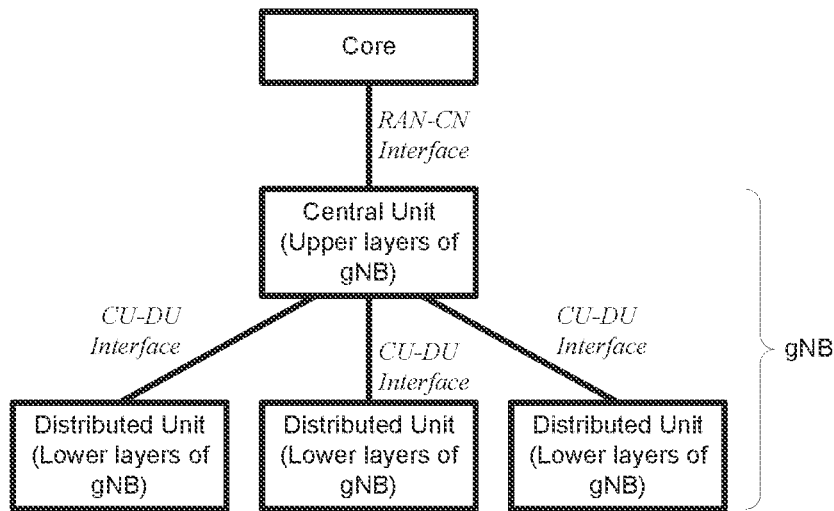 Core
RAN-CN
Interface
Central Unit
(Upper layers of
gNB)
CU-DU
Interface
CU-DU
Interface
CU-DU
Interface
gNB
Distributed Unit
(Lower layers of
gNB)
Distributed Unit
(Lower layers of
gNB)
Distributed Unit
(Lower layers of
gNB)